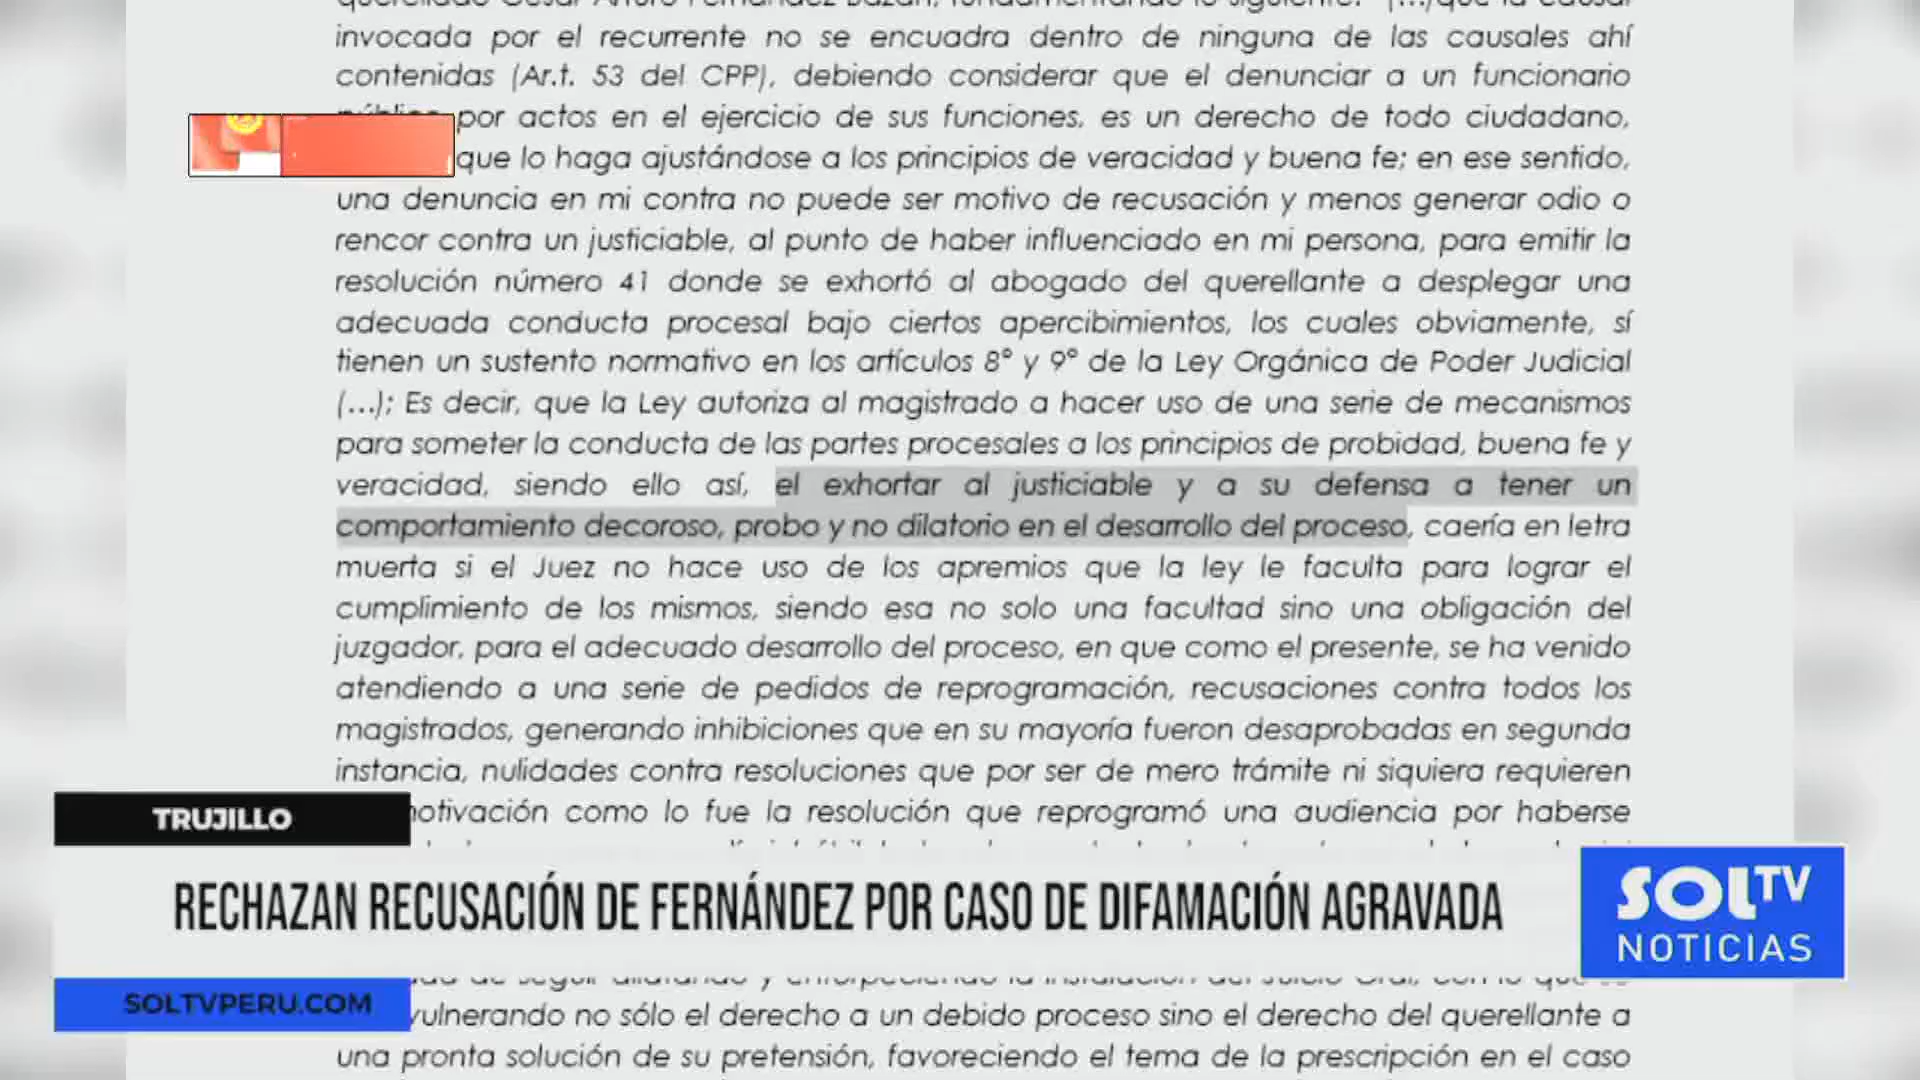 invocada por el recurrente no se encuadra dentro de ninguna de las causales ahí
contenidas (Ar.t. 53 del CPP), debiendo considerar que el denunciar a un funcionario
por actos en el ejercicio de sus funciones, es un derecho de todo ciudadano,
que lo haga ajustándose a los principios de veracidad y buena fe; en ese sentido,
una denuncia en mi contra no puede ser motivo de recusación y menos generar odio o
rencor contra un justiciable, al punto de haber influenciado en mi persona, para emitir la
resolución número 41 donde se exhortó al abogado del querellante a desplegar una
adecuada conducta procesal bajo ciertos apercibimientos, los cuales obviamente, sí
tienen un sustento normativo en los artículos 8° y 9° de la Ley Orgánica de Poder Judicial
(...); Es decir, que la Ley autoriza al magistrado a hacer uso de una serie de mecanismos
para someter la conducta de las partes procesales a los principios de probidad, buena fe y
veracidad, siendo ello así, el exhortar al justiciable y a su defensa a tener un
comportamiento decoroso, probo y no dilatorio en el desarrollo del proceso, caería en letra
muerta si el Juez no hace uso de los apremios que la ley le faculta para lograr el
cumplimiento de los mismos, siendo esa no solo una facultad sino una obligación del
juzgador, para el adecuado desarrollo del proceso, en que como el presente, se ha venido
atendiendo a una serie de pedidos de reprogramación, recusaciones contra todos los
magistrados, generando inhibiciones que en su mayoría fueron desaprobadas en segunda
instancia, nulidades contra resoluciones que por ser de mero trámite ni siquiera requieren
otivación como lo fue la resolución que reprogramó una audiencia por haberse
TRUJILLO
RECHAZAN RECUSACIÓN DE FERNÁNDEZ POR CASO DE DIFAMACIÓN AGRAVADA
SOLTV
NOTICIAS
SOLTVPERU.COM
vulnerando no sólo el derecho a un debido proceso sino el derecho del querellante a
una pronta solución de su pretensión, favoreciendo el tema de la prescripción en el caso